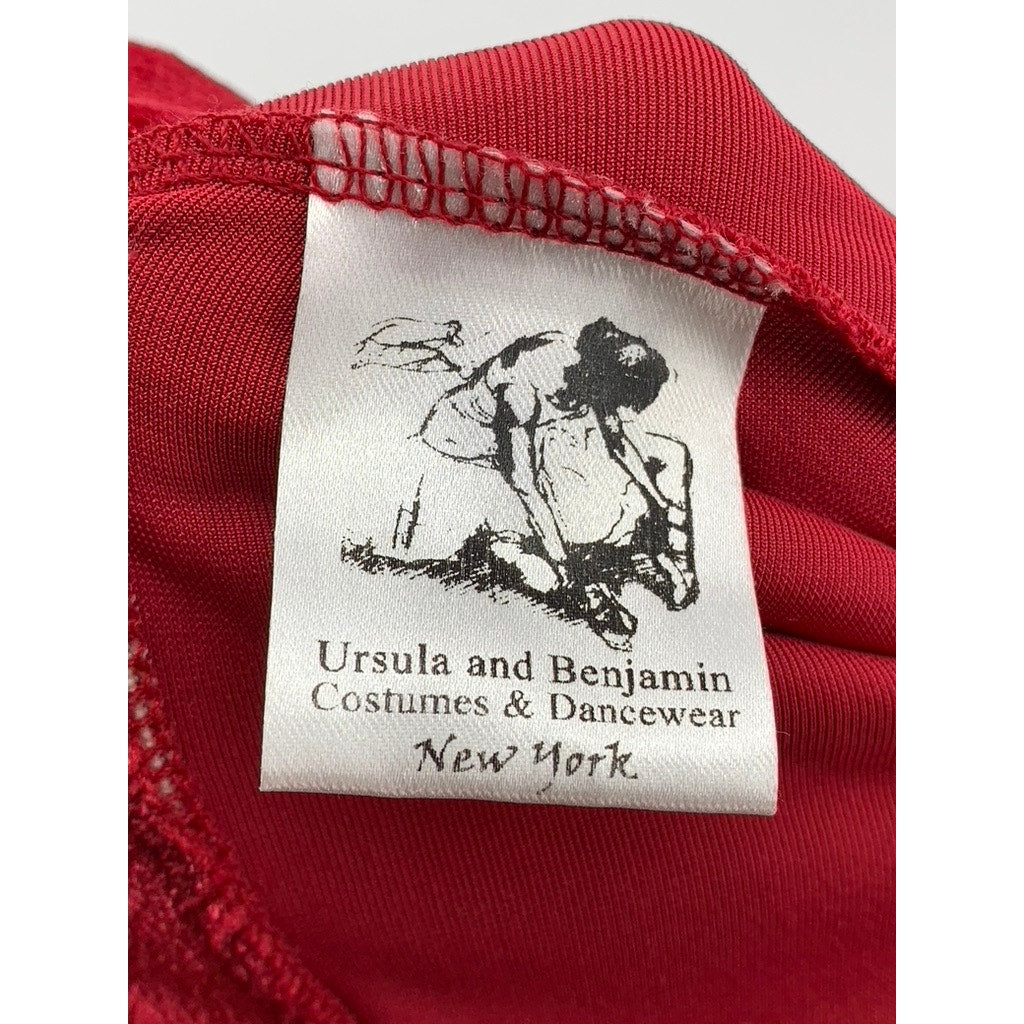 Ursula and Benjamin
Costumes & Dancewear
New York